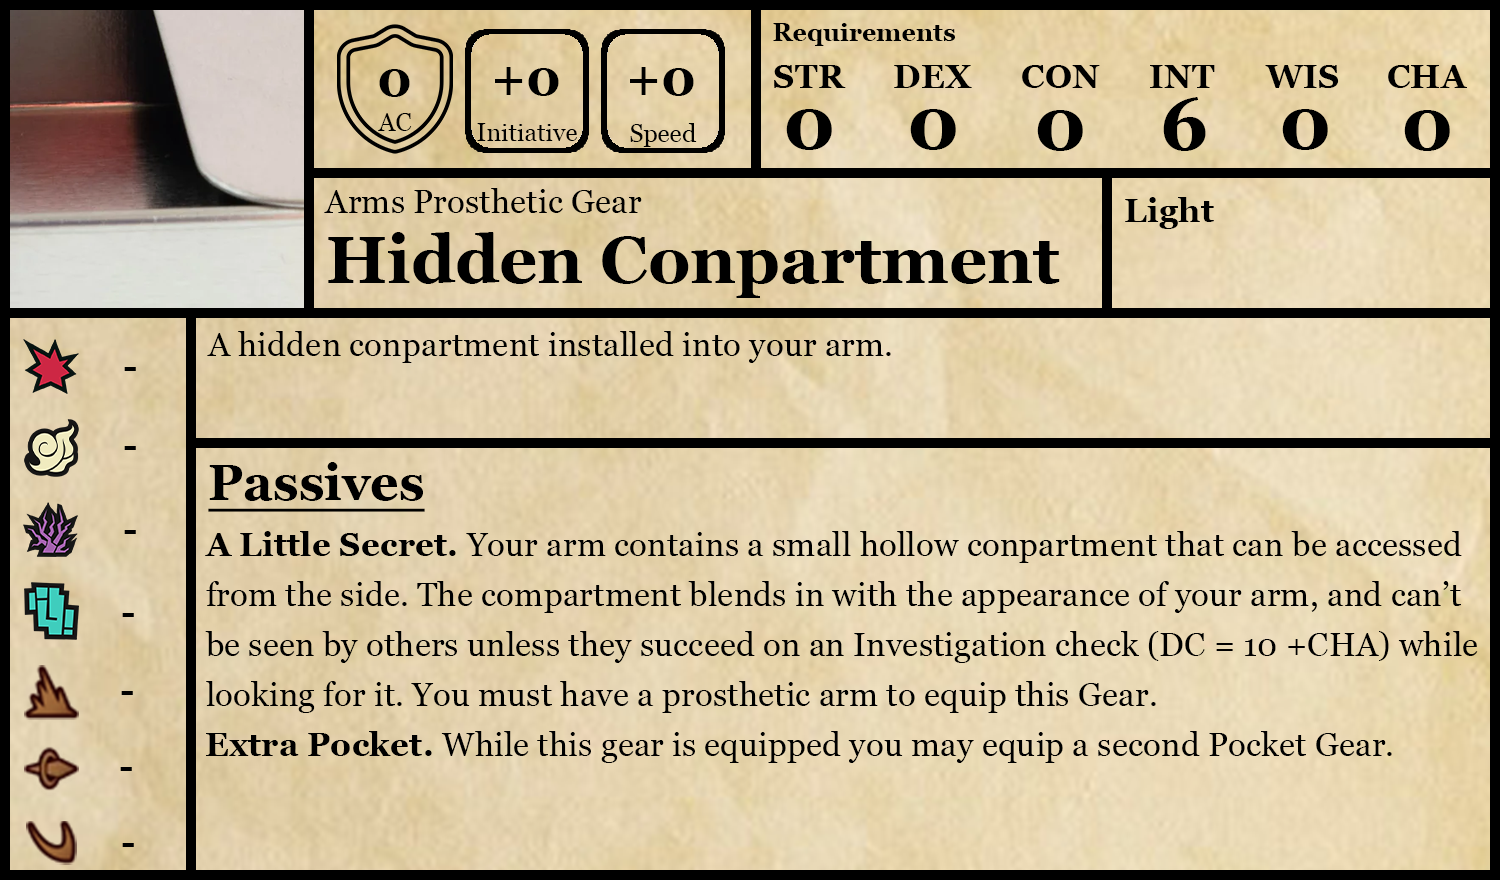 0
AC
+0
Initiative
+0
Speed
Requirements
STR DEX CON INT WIS CHA
0 0 0 6 0 0
Arms Prosthetic Gear
Hidden Conpartment
Light
-
-
-
-
-
-
-
A hidden conpartment installed into your arm.
Passives
A Little Secret. Your arm contains a small hollow conpartment that can be accessed
from the side. The compartment blends in with the appearance of your arm, and can’t
be seen by others unless they succeed on an Investigation check (DC = 10 +CHA) while
looking for it. You must have a prosthetic arm to equip this Gear.
Extra Pocket. While this gear is equipped you may equip a second Pocket Gear.